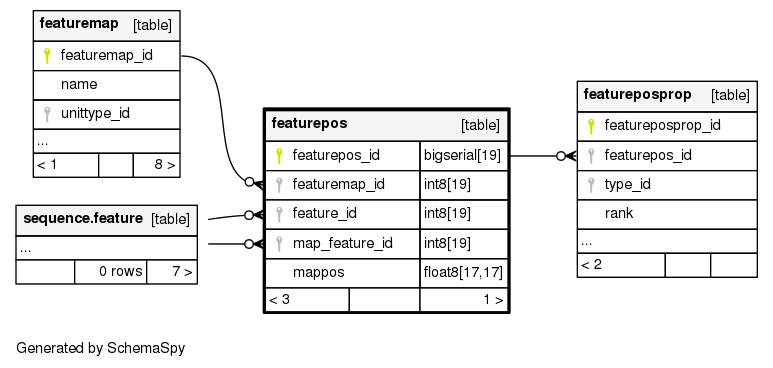 featuremap [table]
featuremap_id
name
unittype_id
...
< 1 8 >
sequence.feature [table]
...
0 rows 7 >
featurepos [table]
featurepos_id bigserial[19]
featuremap_id int8[19]
feature_id int8[19]
map_feature_id int8[19]
mappos float8[17,17]
< 3 1 >
featureposprop [table]
featureposprop_id
featurepos_id
type_id
rank
...
< 2
Generated by SchemaSpy